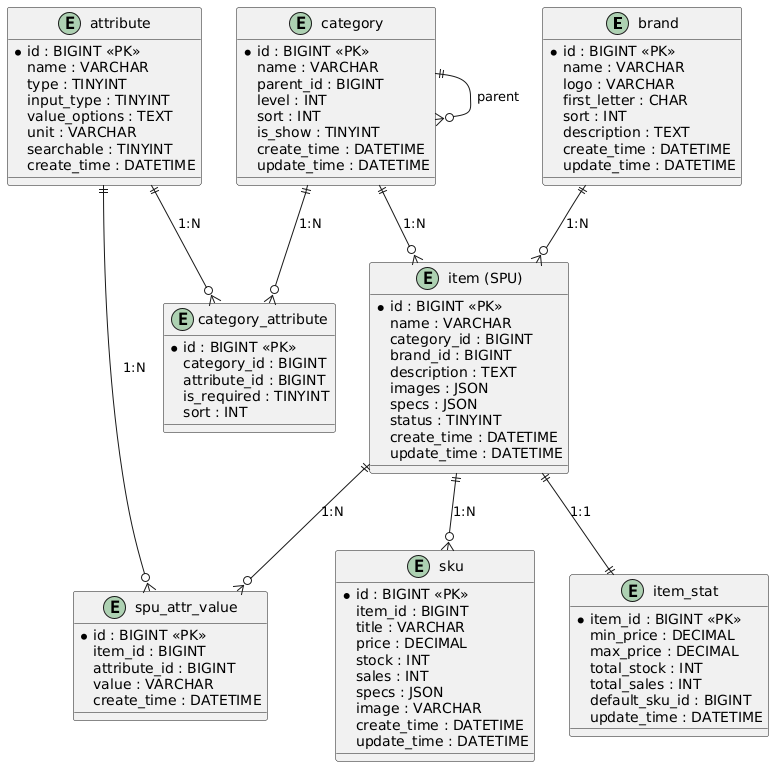 E attribute
id : BIGINT «PK»
name : VARCHAR
type : TINYINT
input_type : TINYINT
value_options : TEXT
unit : VARCHAR
searchable : TINYINT
create_time : DATETIME
E category
id : BIGINT «PK»
name : VARCHAR
parent_id : BIGINT
level : INT
sort : INT
is_show : TINYINT
create_time : DATETIME
update_time : DATETIME
parent
E brand
id : BIGINT «PK»
name : VARCHAR
logo : VARCHAR
first_letter : CHAR
sort : INT
description : TEXT
create_time : DATETIME
update_time : DATETIME
1:N
1:N
1:N
1:N
E category_attribute
id : BIGINT «PK»
category_id : BIGINT
attribute_id : BIGINT
is_required : TINYINT
sort : INT
E item (SPU)
id : BIGINT «PK»
name : VARCHAR
category_id : BIGINT
brand_id : BIGINT
description : TEXT
images : JSON
specs : JSON
status : TINYINT
create_time : DATETIME
update_time : DATETIME
1:N
1:N
1:N
1:1
E spu_attr_value
id : BIGINT «PK»
item_id : BIGINT
attribute_id : BIGINT
value : VARCHAR
create_time : DATETIME
E sku
id : BIGINT «PK»
item_id : BIGINT
title : VARCHAR
price : DECIMAL
stock : INT
sales : INT
specs : JSON
image : VARCHAR
create_time : DATETIME
update_time : DATETIME
E item_stat
item_id : BIGINT «PK»
min_price : DECIMAL
max_price : DECIMAL
total_stock : INT
total_sales : INT
default_sku_id : BIGINT
update_time : DATETIME